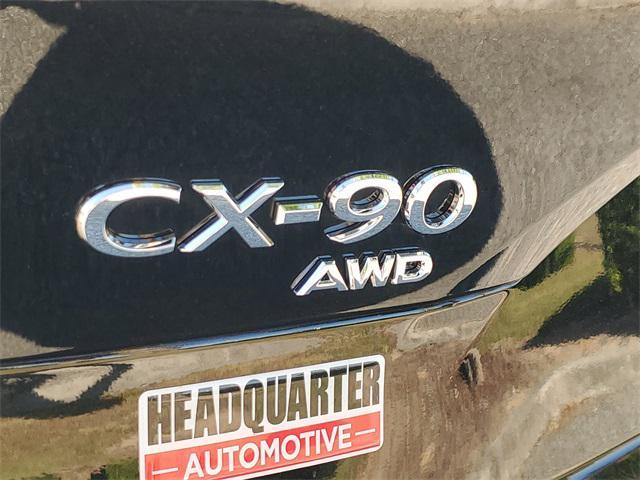 CX-90
AWD
HEADQUARTER
— AUTOMOTIVE —